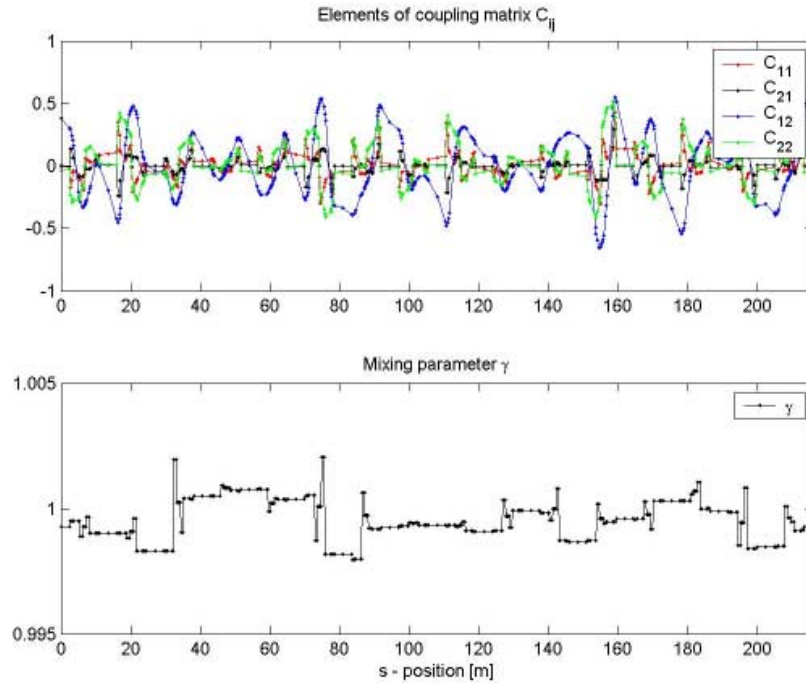 Elements of coupling matrix C_ij
1
0.5
0
-0.5
-1
C_11
C_21
C_12
C_22
0 20 40 60 80 100 120 140 160 180 200
Mixing parameter γ
1.005
1
0.995
γ
0 20 40 60 80 100 120 140 160 180 200
s - position [m]